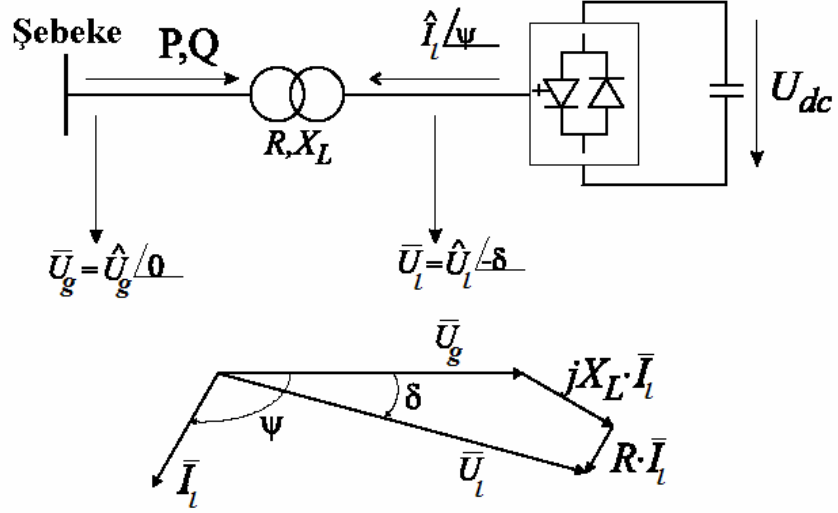 Şebeke
P,Q
Î_l/ψ
R,X_L
U_dc
Ū_g=Û_g/0
Ū_l=Û_l/-δ
Ū_g
jX_L·Ī_l
δ
ψ
Ī_l
Ū_l
R·Ī_l